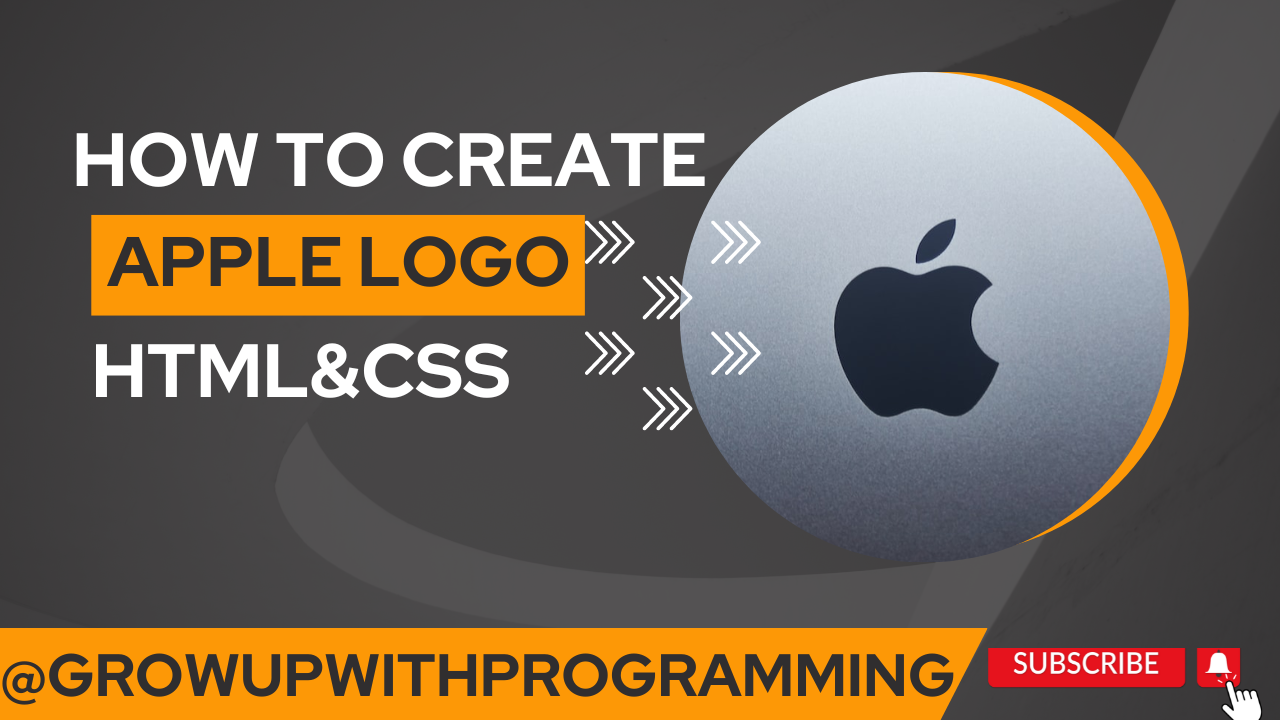 HOW TO CREATE
APPLE LOGO
HTML&CSS
@GROWUPWITHPROGRAMMING
SUBSCRIBE